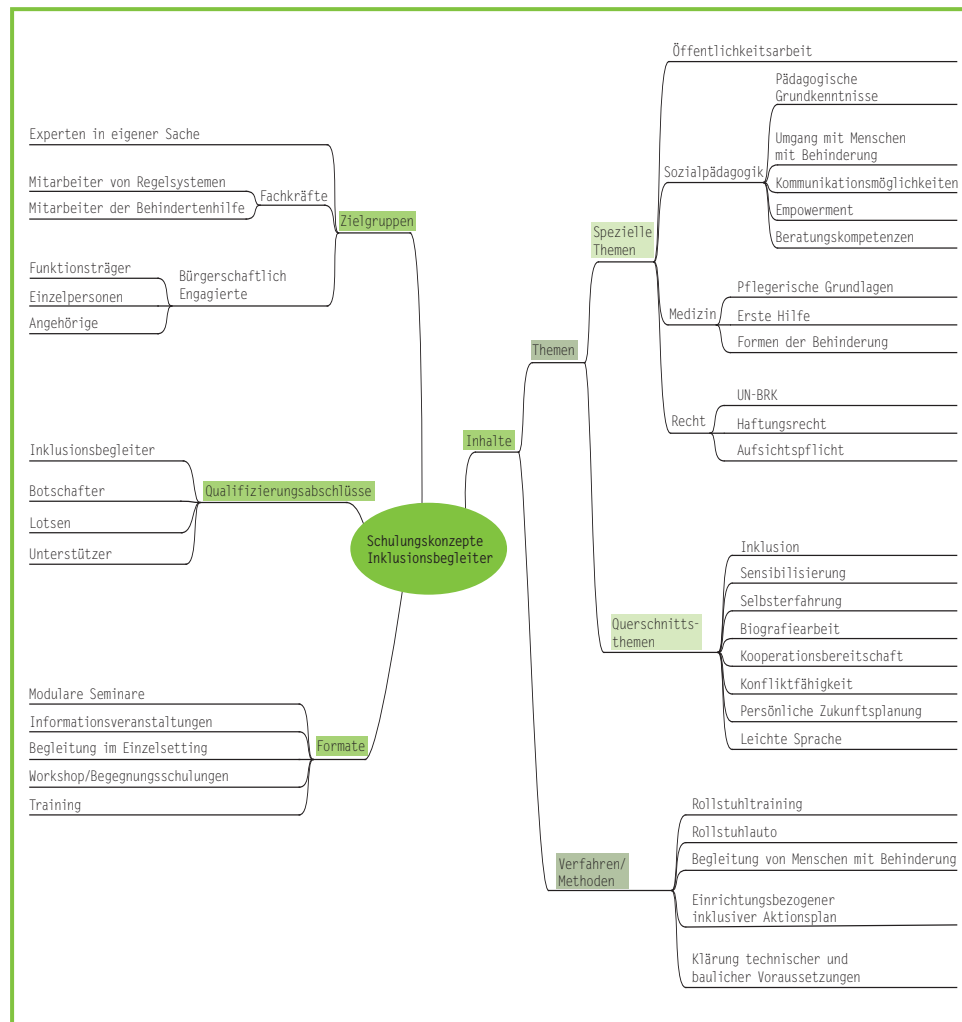 Experten in eigener Sache
Mitarbeiter von Regelsystemen
Mitarbeiter der Behindertenhilfe
Fachkräfte
Zielgruppen
Funktionsträger
Einzelpersonen
Angehörige
Bürgerschaftlich
Engagierte
Inklusionsbegleiter
Botschafter
Lotsen
Unterstützer
Qualifizierungsabschlüsse
Modulare Seminare
Informationsveranstaltungen
Begleitung im Einzelsetting
Workshop/Begegnungsschulungen
Training
Formate
Schulungskonzepte
Inklusionsbegleiter
Inhalte
Themen
Spezielle
Themen
Öffentlichkeitsarbeit
Sozialpädagogik
Pädagogische
Grundkenntnisse
Umgang mit Menschen
mit Behinderung
Kommunikationsmöglichkeiten
Empowerment
Beratungskompetenzen
Medizin
Pflegerische Grundlagen
Erste Hilfe
Formen der Behinderung
Recht
UN-BRK
Haftungsrecht
Aufsichtspflicht
Querschnitts-
themen
Inklusion
Sensibilisierung
Selbsterfahrung
Biografiearbeit
Kooperationsbereitschaft
Konfliktfähigkeit
Persönliche Zukunftsplanung
Leichte Sprache
Verfahren/
Methoden
Rollstuhltraining
Rollstuhlauto
Begleitung von Menschen mit Behinderung
Einrichtungsbezogener
inklusiver Aktionsplan
Klärung technischer und
baulicher Voraussetzungen